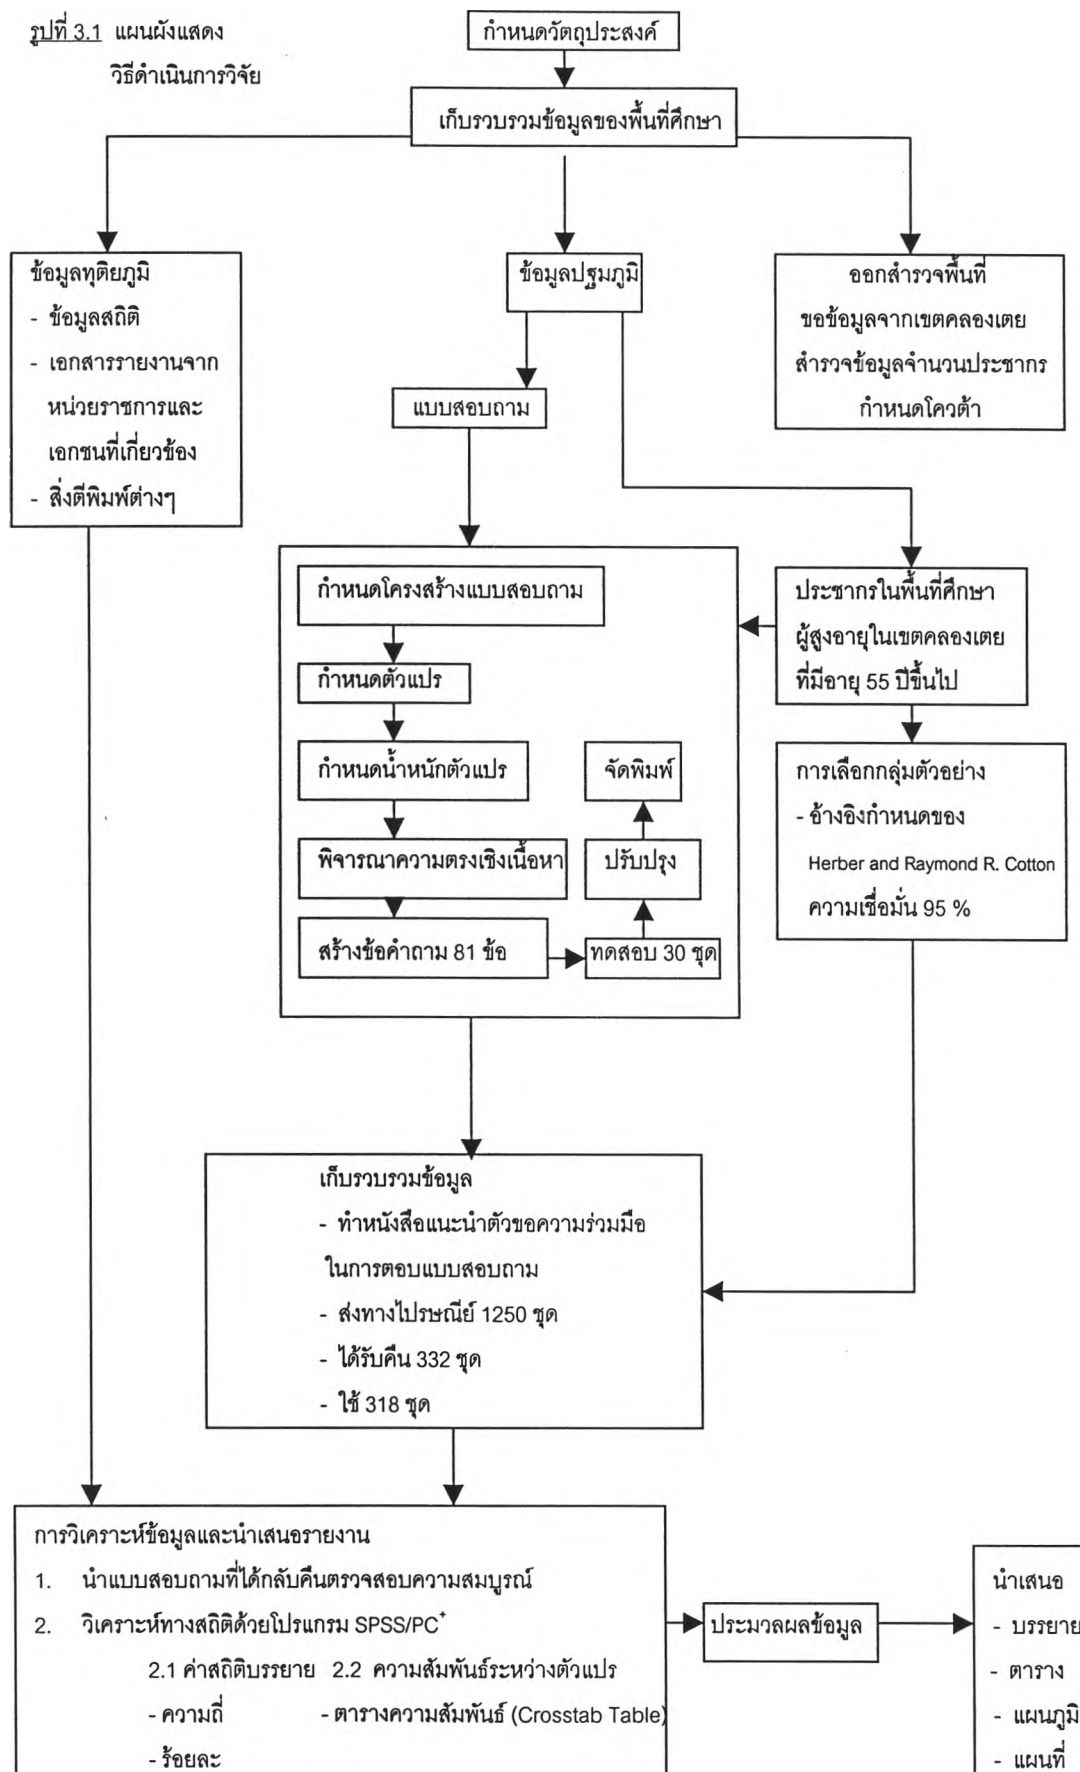 รูปที่ 3.1 แผนผังแสดง
วิธีดำเนินการวิจัย
กำหนดวัตถุประสงค์
เก็บรวบรวมข้อมูลของพื้นที่ศึกษา
ข้อมูลทุติยภูมิ
- ข้อมูลสถิติ
- เอกสารรายงานจาก
หน่วยราชการและ
เอกชนที่เกี่ยวข้อง
- สิ่งตีพิมพ์ต่างๆ
ข้อมูลปฐมภูมิ
ออกสำรวจพื้นที่
ขอข้อมูลจากเขตคลองเตย
สำรวจข้อมูลจำนวนประชากร
กำหนดโควต้า
แบบสอบถาม
กำหนดโครงสร้างแบบสอบถาม
กำหนดตัวแปร
กำหนดน้ำหนักตัวแปร
พิจารณาความตรงเชิงเนื้อหา
สร้างข้อคำถาม 81 ข้อ
ทดสอบ 30 ชุด
ปรับปรุง
จัดพิมพ์
ประชากรในพื้นที่ศึกษา
ผู้สูงอายุในเขตคลองเตย
ที่มีอายุ 55 ปีขึ้นไป
การเลือกกลุ่มตัวอย่าง
- อ้างอิงกำหนดของ
Herber and Raymond R. Cotton
ความเชื่อมั่น 95 %
เก็บรวบรวมข้อมูล
- ทำหนังสือแนะนำตัวขอความร่วมมือ
ในการตอบแบบสอบถาม
- ส่งทางไปรษณีย์ 1250 ชุด
- ได้รับคืน 332 ชุด
- ใช้ 318 ชุด
การวิเคราะห์ข้อมูลและนำเสนอรายงาน
1. นำแบบสอบถามที่ได้กลับคืนตรวจสอบความสมบูรณ์
2. วิเคราะห์ทางสถิติด้วยโปรแกรม SPSS/PC⁺
2.1 ค่าสถิติบรรยาย 2.2 ความสัมพันธ์ระหว่างตัวแปร
- ความถี่ - ตารางความสัมพันธ์ (Crosstab Table)
- ร้อยละ
ประมวลผลข้อมูล
นำเสนอ
- บรรยาย
- ตาราง
- แผนภูมิ
- แผนที่